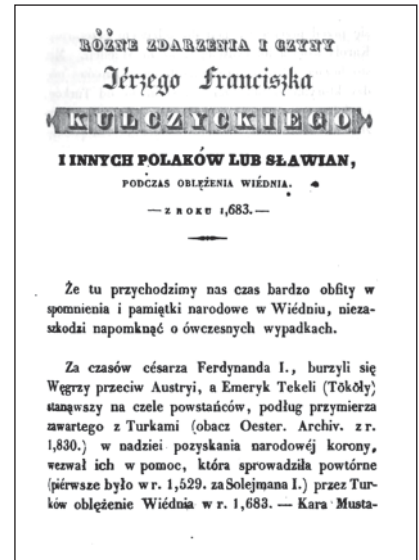 RÓŻNE ZDARZENIA I CZYNY
Jérzego Franciszka
KULCZYCKIEGO
I INNYCH POLAKÓW LUB SŁAWIAN,
PODCZAS OBLĘŻENIA WIÉDNIA.
— Z ROKU 1,683. —
Że tu przychodzimy nas czas bardzo obfity w
spomnienia i pamiątki narodowe w Wiédniu, nieza-
szkodzi napomknąć o ówczesnych wypadkach.
Za czasów césarza Ferdynanda I., burzyli się
Węgrzy przeciw Austryi, a Emeryk Tekeli (Tököly)
stanąwszy na czele powstańców, podług przymierza
zawartego z Turkami (obacz Oester. Archiv. z r.
1,830.) w nadziei pozyskania narodowéj korony,
wezwał ich w pomoc, która sprowadziła powtórne
(piérwsze było w r. 1,529. za Solejmana I.) przez Tur-
ków oblężenie Wiédnia w r. 1,683. — Kara Musta-